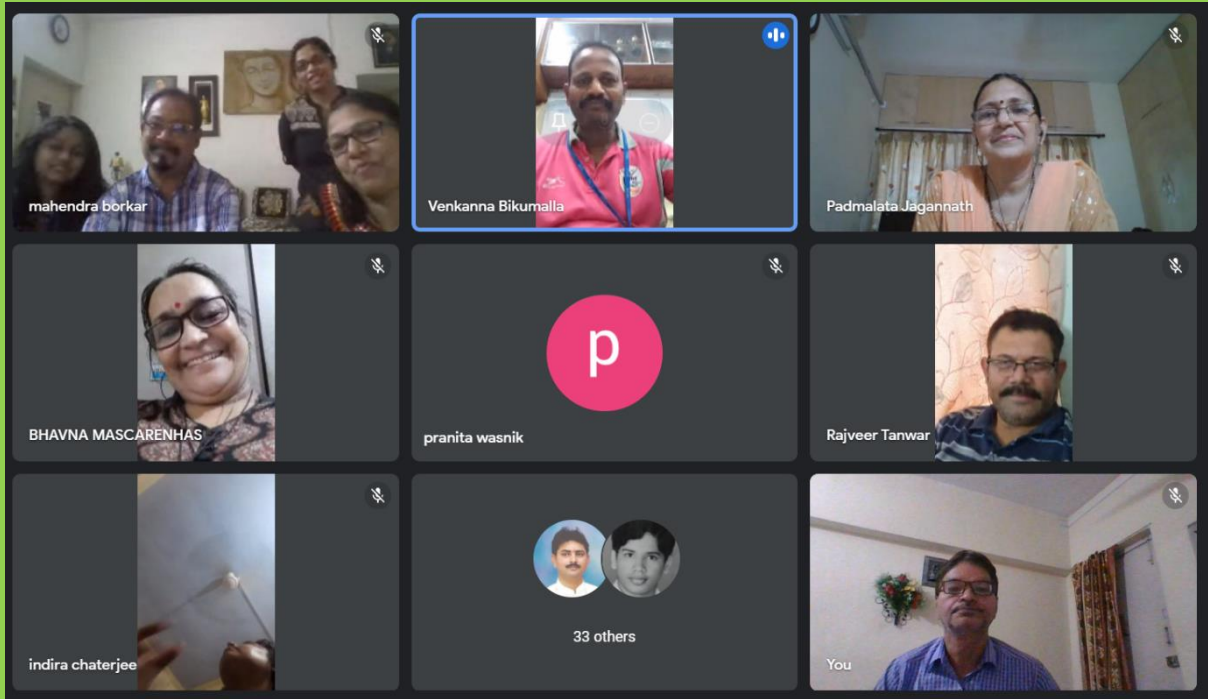 mahendra borkar
Venkanna Bikumalla
Padmalata Jagannath
BHAVNA MASCARENHAS
p
pranita wasnik
Rajveer Tanwar
indira chaterjee
33 others
You